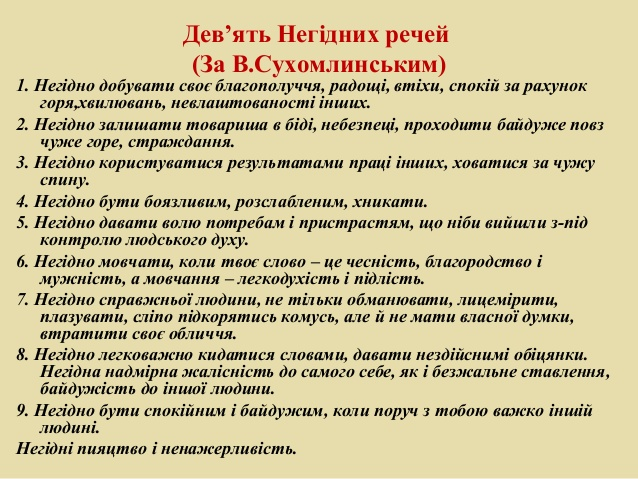 Дев’ять Негідних речей
(За В.Сухомлинським)
1. Негідно добувати своє благополуччя, радощі, втіхи, спокій за рахунок
горя,хвилювань, невлаштованості інших.
2. Негідно залишати товариша в біді, небезпеці, проходити байдуже повз
чуже горе, страждання.
3. Негідно користуватися результатами праці інших, ховатися за чужу
спину.
4. Негідно бути боязливим, розслабленим, хникати.
5. Негідно давати волю потребам і пристрастям, що ніби вийшли з-під
контролю людського духу.
6. Негідно мовчати, коли твоє слово – це чесність, благородство і
мужність, а мовчання – легкодухість і підлість.
7. Негідно справжньої людини, не тільки обманювати, лицемірити,
плазувати, сліпо підкорятись комусь, але й не мати власної думки,
втратити своє обличчя.
8. Негідно легковажно кидатися словами, давати нездійснимі обіцянки.
Негідна надмірна жалісність до самого себе, як і безжальне ставлення,
байдужість до іншої людини.
9. Негідно бути спокійним і байдужим, коли поруч з тобою важко іншій
людині.
Негідні пияцтво і ненажерливість.